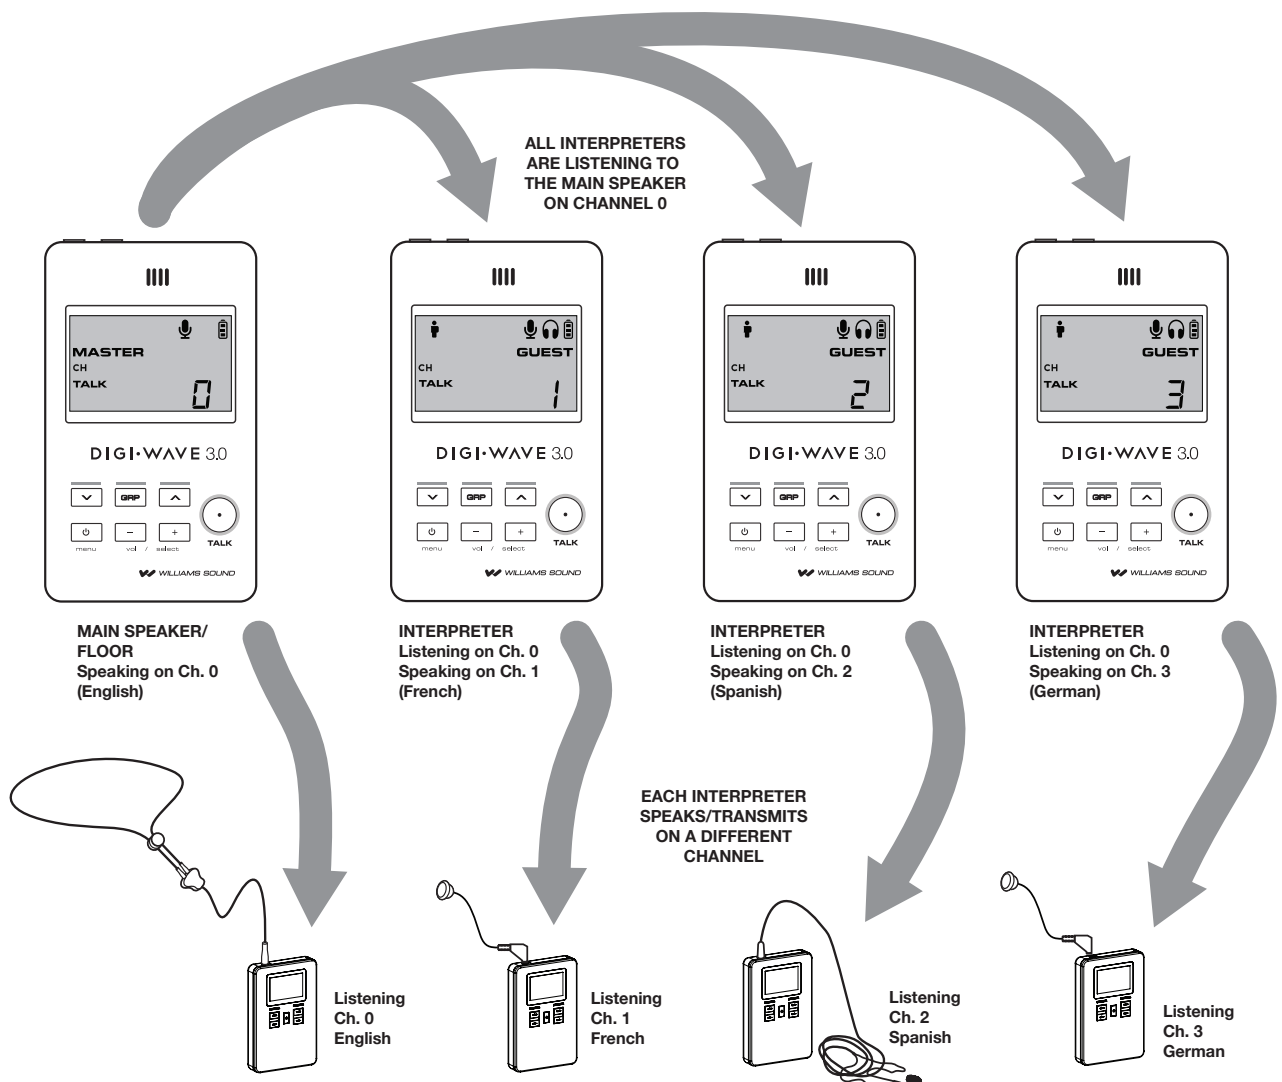 ALL INTERPRETERS
ARE LISTENING TO
THE MAIN SPEAKER
ON CHANNEL 0
MASTER
CH
TALK
0
DIGI•WAVE 3.0
GRP
menu
vol / select
TALK
WILLIAMS SOUND
GUEST
CH
TALK
1
DIGI•WAVE 3.0
GRP
menu
vol / select
TALK
WILLIAMS SOUND
GUEST
CH
TALK
2
DIGI•WAVE 3.0
GRP
menu
vol / select
TALK
WILLIAMS SOUND
GUEST
CH
TALK
3
DIGI•WAVE 3.0
GRP
menu
vol / select
TALK
WILLIAMS SOUND
MAIN SPEAKER/
FLOOR
Speaking on Ch. 0
(English)
INTERPRETER
Listening on Ch. 0
Speaking on Ch. 1
(French)
INTERPRETER
Listening on Ch. 0
Speaking on Ch. 2
(Spanish)
INTERPRETER
Listening on Ch. 0
Speaking on Ch. 3
(German)
EACH INTERPRETER
SPEAKS/TRANSMITS
ON A DIFFERENT
CHANNEL
Listening
Ch. 0
English
Listening
Ch. 1
French
Listening
Ch. 2
Spanish
Listening
Ch. 3
German